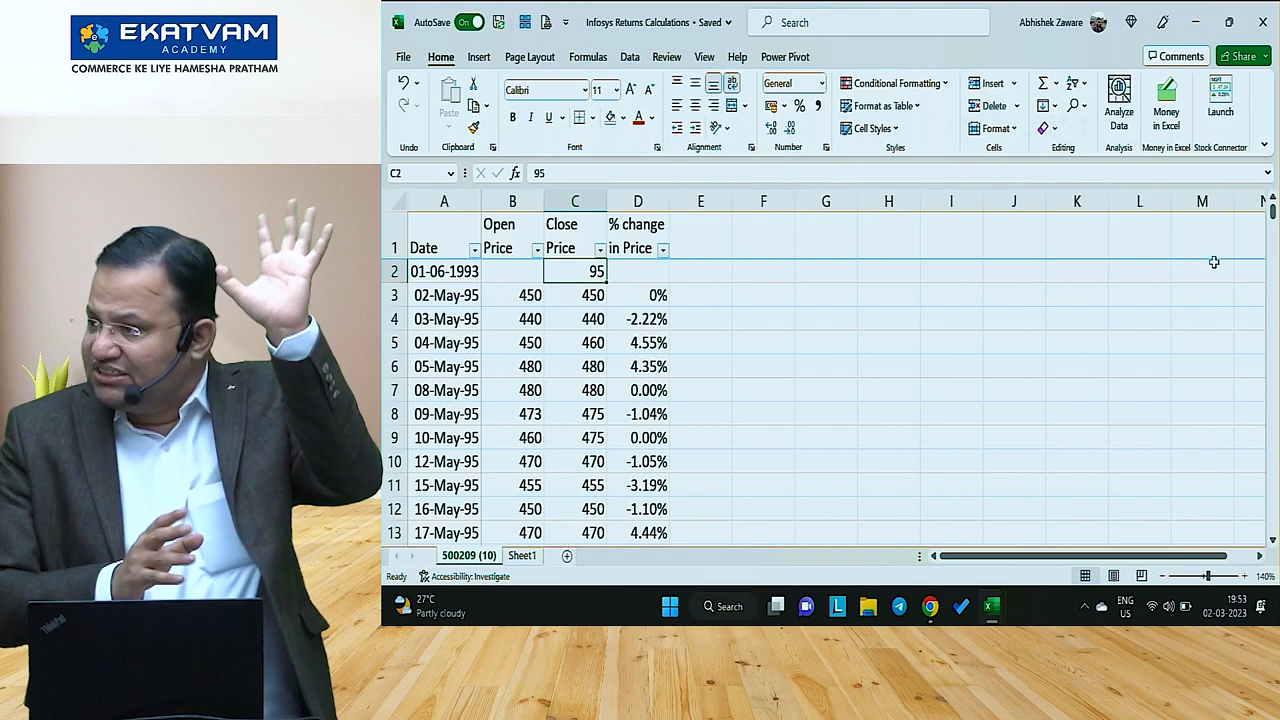 EKATVAM
ACADEMY
COMMERCE KE LIYE HAMESHA PRATHAM
AutoSave On Infosys Returns Calculations • Saved Search Abhishek Zaware
File Home Insert Page Layout Formulas Data Review View Help Power Pivot Comments Share
Paste
Calibri 11
B I U A
General
Conditional Formatting
Format as Table
Cell Styles
Insert
Delete
Format
Analyze Data
Money in Excel
Launch
Undo Clipboard Font Alignment Number Styles Cells Editing Analysis Money in Excel Stock Connector
C2 fx 95
A B C D E F G H I J K L M
1 Date Open Price Close Price % change in Price
2 01-06-1993 95
3 02-May-95 450 450 0%
4 03-May-95 440 440 -2.22%
5 04-May-95 450 460 4.55%
6 05-May-95 480 480 4.35%
7 08-May-95 480 480 0.00%
8 09-May-95 473 475 -1.04%
9 10-May-95 460 475 0.00%
10 12-May-95 470 470 -1.05%
11 15-May-95 455 455 -3.19%
12 16-May-95 450 450 -1.10%
13 17-May-95 470 470 4.44%
500209 (10) Sheet1
Ready Accessibility: Investigate 140%
27°C
Partly cloudy
Search
L
ENG
US
19:53
02-03-2023
ThinkPad